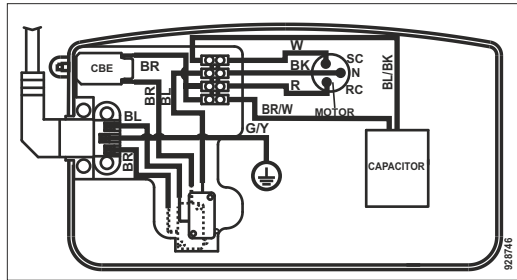 W
SC
BR
BK
N
CBE
R
RC
BL/BK
BR
BL
BR/W
MOTOR
BL
G/Y
BR
CAPACITOR
928746